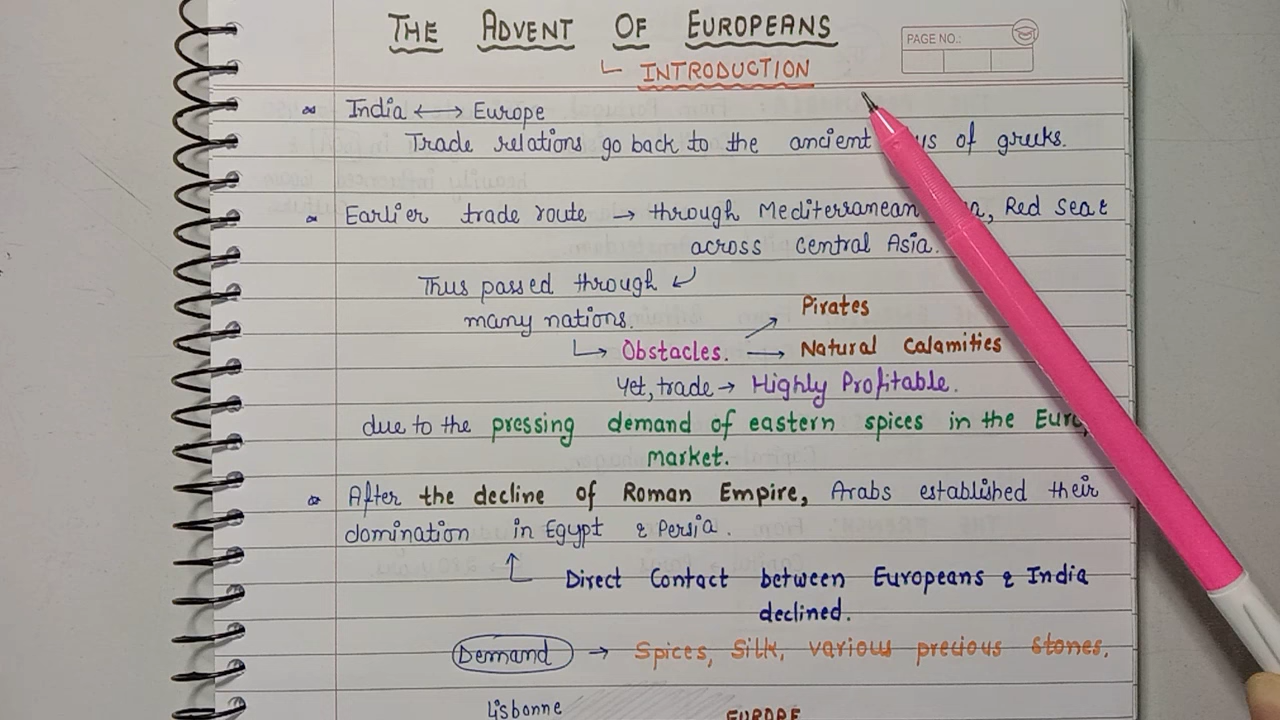 THE ADVENT OF EUROPEANS
PAGE NO.:
INTRODUCTION
India ⟷ Europe
Trade relations go back to the ancient of greeks.
Earlier trade route → through Mediterranean Red Sea &
across Central Asia.
Thus passed through
many nations.
Pirates
Obstacles. → Natural Calamities
Yet, trade → Highly Profitable.
due to the pressing demand of eastern spices in the
market.
After the decline of Roman Empire, Arabs established their
domination in Egypt & Persia.
Direct Contact between Europeans & India
declined.
Demand → Spices, Silk, various precious stones.
Lisbonne
EUROPE